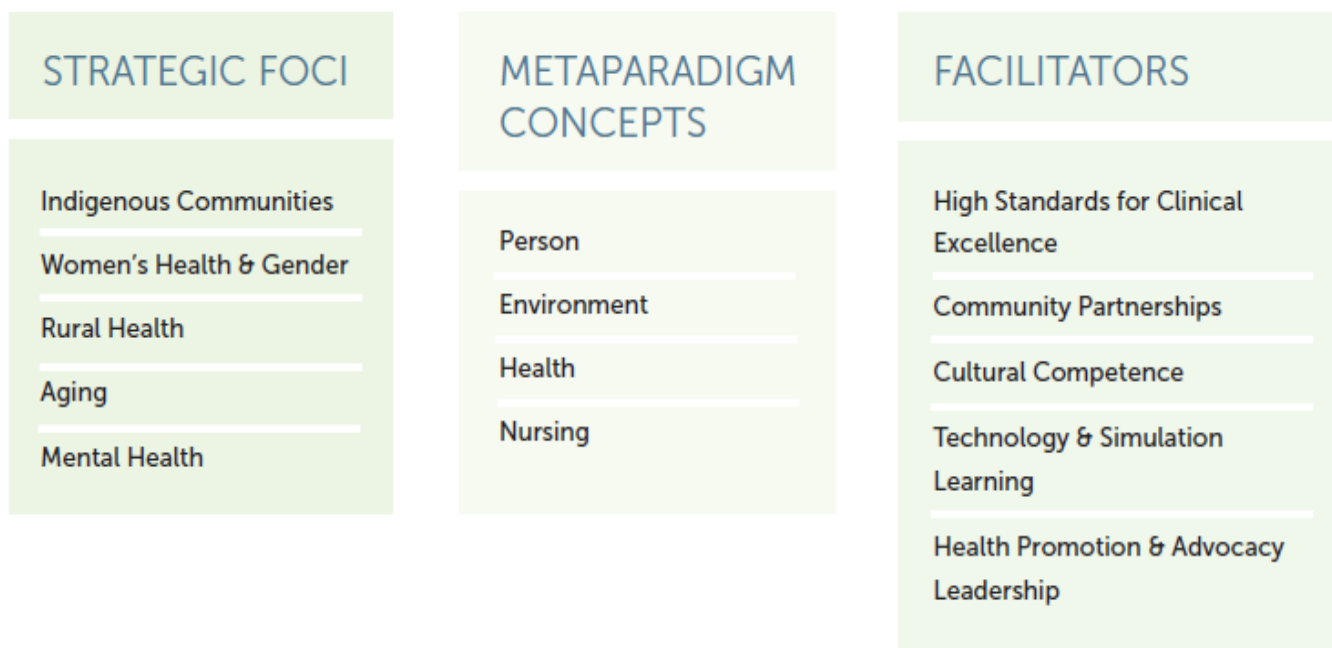 STRATEGIC FOCI
Indigenous Communities
Women's Health & Gender
Rural Health
Aging
Mental Health
METAPARADIGM
CONCEPTS
Person
Environment
Health
Nursing
FACILITATORS
High Standards for Clinical
Excellence
Community Partnerships
Cultural Competence
Technology & Simulation
Learning
Health Promotion & Advocacy
Leadership